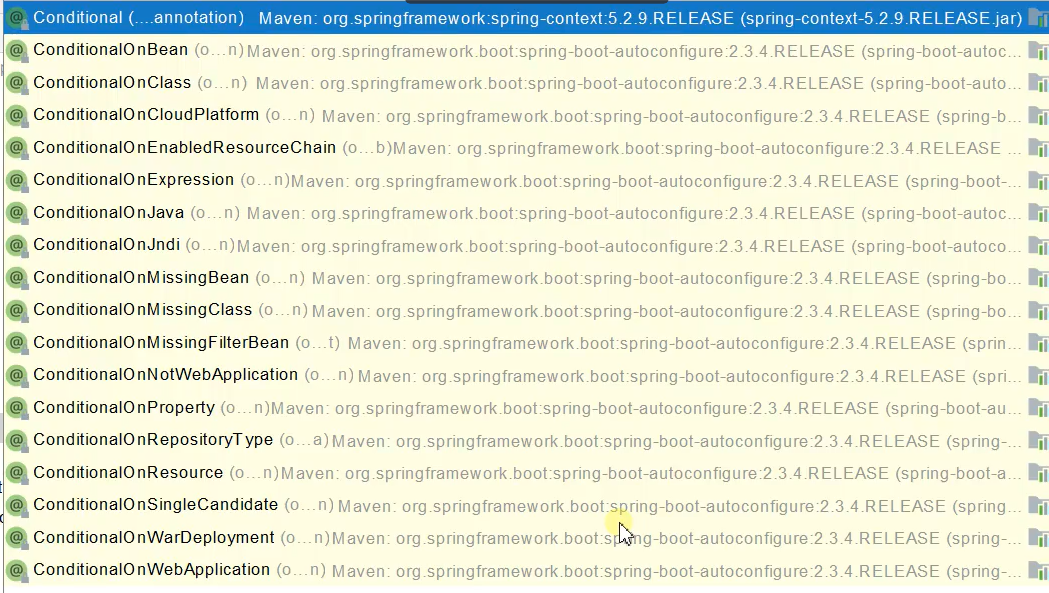 Conditional (....annotation) Maven: org.springframework:spring-context:5.2.9.RELEASE (spring-context-5.2.9.RELEASE.jar)
ConditionalOnBean (o...n) Maven: org.springframework.boot:spring-boot-autoconfigure:2.3.4.RELEASE (spring-boot-autoc...
ConditionalOnClass (o...n) Maven: org.springframework.boot:spring-boot-autoconfigure:2.3.4.RELEASE (spring-boot-auto...
ConditionalOnCloudPlatform (o...n) Maven: org.springframework.boot:spring-boot-autoconfigure:2.3.4.RELEASE (spring-b...
ConditionalOnEnabledResourceChain (o...b)Maven: org.springframework.boot:spring-boot-autoconfigure:2.3.4.RELEASE ...
ConditionalOnExpression (o...n)Maven: org.springframework.boot:spring-boot-autoconfigure:2.3.4.RELEASE (spring-boot-...
ConditionalOnJava (o...n) Maven: org.springframework.boot:spring-boot-autoconfigure:2.3.4.RELEASE (spring-boot-autoc...
ConditionalOnJndi (o...n)Maven: org.springframework.boot:spring-boot-autoconfigure:2.3.4.RELEASE (spring-boot-autoco...
ConditionalOnMissingBean (o...n) Maven: org.springframework.boot:spring-boot-autoconfigure:2.3.4.RELEASE (spring-bo...
ConditionalOnMissingClass (o...n) Maven: org.springframework.boot:spring-boot-autoconfigure:2.3.4.RELEASE (spring-bo...
ConditionalOnMissingFilterBean (o...t) Maven: org.springframework.boot:spring-boot-autoconfigure:2.3.4.RELEASE (sprin...
ConditionalOnNotWebApplication (o...n) Maven: org.springframework.boot:spring-boot-autoconfigure:2.3.4.RELEASE (spri...
ConditionalOnProperty (o...n)Maven: org.springframework.boot:spring-boot-autoconfigure:2.3.4.RELEASE (spring-boot-au...
ConditionalOnRepositoryType (o...a)Maven: org.springframework.boot:spring-boot-autoconfigure:2.3.4.RELEASE (spring-...
ConditionalOnResource (o...n)Maven: org.springframework.boot:spring-boot-autoconfigure:2.3.4.RELEASE (spring-boot-a...
ConditionalOnSingleCandidate (o...n) Maven: org.springframework.boot:spring-boot-autoconfigure:2.3.4.RELEASE (spring...
ConditionalOnWarDeployment (o...n)Maven: org.springframework.boot:spring-boot-autoconfigure:2.3.4.RELEASE (spring-...
ConditionalOnWebApplication (o...n) Maven: org.springframework.boot:spring-boot-autoconfigure:2.3.4.RELEASE (spring-...